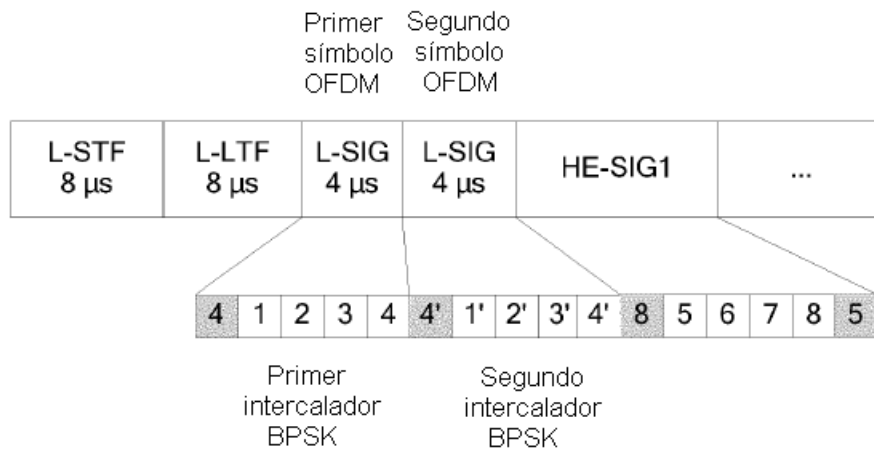 Primer
símbolo
OFDM
Segundo
símbolo
OFDM
L-STF
8 μs
L-LTF
8 μs
L-SIG
4 μs
L-SIG
4 μs
HE-SIG1
...
4 1 2 3 4 4' 1' 2' 3' 4' 8 5 6 7 8 5
Primer
intercalador
BPSK
Segundo
intercalador
BPSK